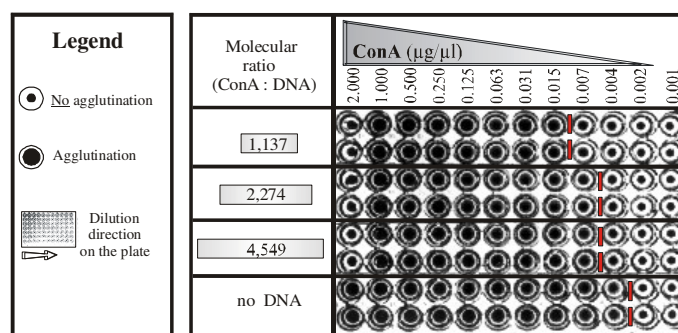 Legend
No agglutination
Agglutination
Dilution
direction
on the plate
Molecular
ratio
(ConA : DNA)
ConA (µg/µl)
2.000 1.000 0.500 0.250 0.125 0.063 0.031 0.015 0.007 0.004 0.002 0.001
1,137
2,274
4,549
no DNA